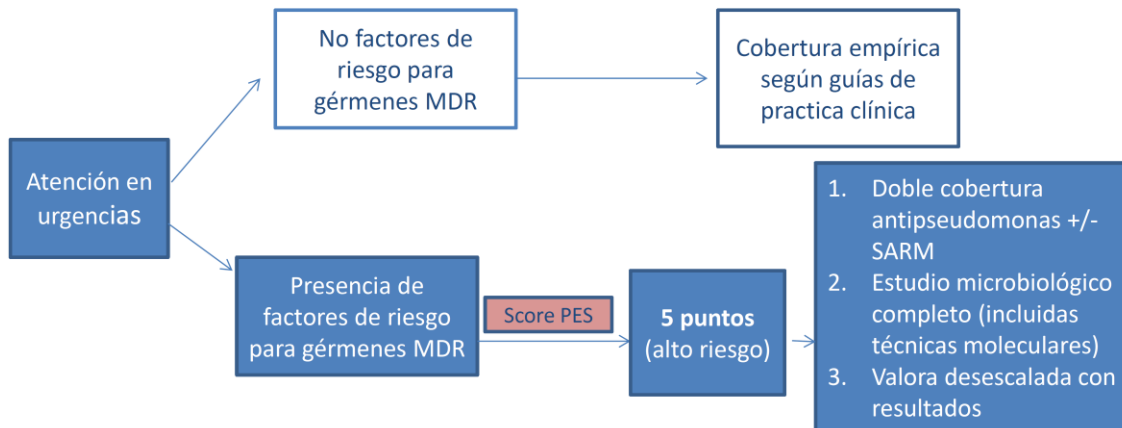 No factores de
riesgo para
gérmenes MDR
Cobertura empírica
según guías de
practica clínica
Atención en
urgencias
Presencia de
factores de riesgo
para gérmenes MDR
Score PES
5 puntos
(alto riesgo)
1. Doble cobertura
antipseudomonas +/-
SARM
2. Estudio microbiológico
completo (incluidas
técnicas moleculares)
3. Valora desescalada con
resultados